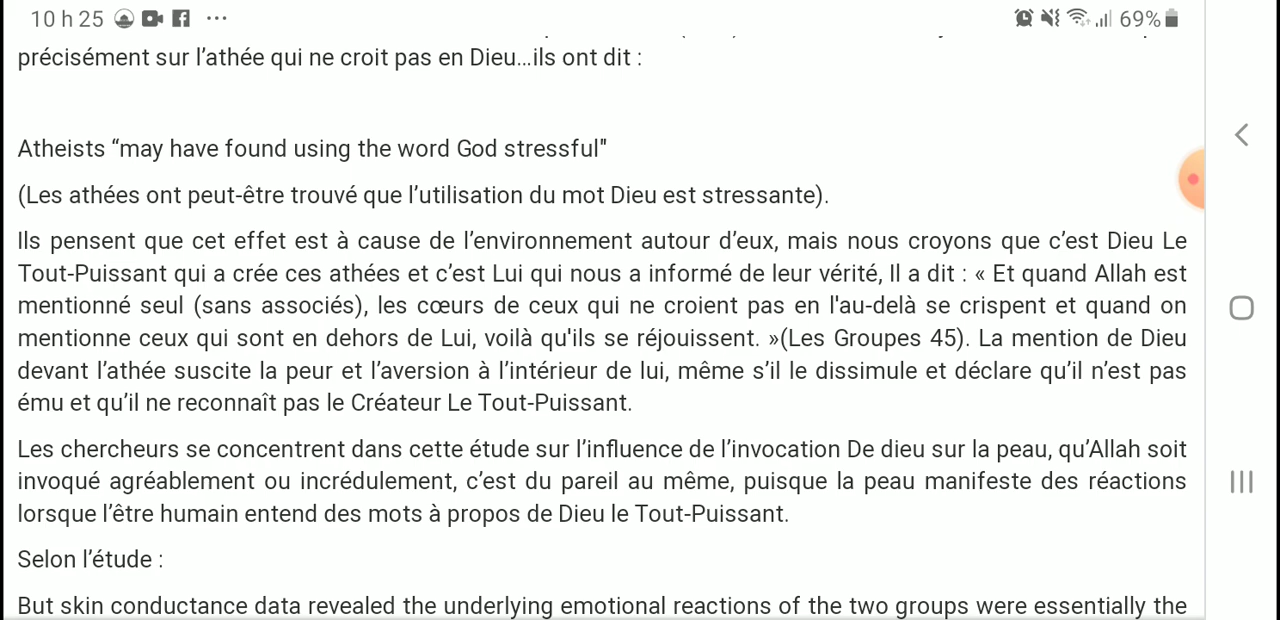 10 h 25 69%
précisément sur l’athée qui ne croit pas en Dieu…ils ont dit :
Atheists “may have found using the word God stressful"
(Les athées ont peut-être trouvé que l’utilisation du mot Dieu est stressante).
Ils pensent que cet effet est à cause de l’environnement autour d’eux, mais nous croyons que c’est Dieu Le
Tout-Puissant qui a crée ces athées et c’est Lui qui nous a informé de leur vérité, Il a dit : « Et quand Allah est
mentionné seul (sans associés), les cœurs de ceux qui ne croient pas en l'au-delà se crispent et quand on
mentionne ceux qui sont en dehors de Lui, voilà qu'ils se réjouissent. »(Les Groupes 45). La mention de Dieu
devant l’athée suscite la peur et l’aversion à l’intérieur de lui, même s’il le dissimule et déclare qu’il n’est pas
ému et qu’il ne reconnaît pas le Créateur Le Tout-Puissant.
Les chercheurs se concentrent dans cette étude sur l’influence de l’invocation De dieu sur la peau, qu’Allah soit
invoqué agréablement ou incrédulement, c’est du pareil au même, puisque la peau manifeste des réactions
lorsque l’être humain entend des mots à propos de Dieu le Tout-Puissant.
Selon l’étude :
But skin conductance data revealed the underlying emotional reactions of the two groups were essentially the